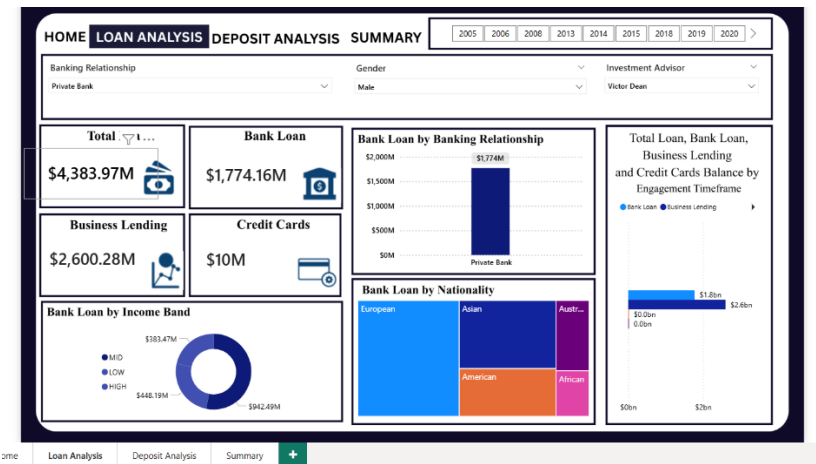 HOME LOAN ANALYSIS DEPOSIT ANALYSIS SUMMARY
2005 2006 2008 2013 2014 2015 2018 2019 2020
Banking Relationship
Private Bank
Gender
Male
Investment Advisor
Victor Dean
Total
$4,383.97M
Bank Loan
$1,774.16M
Business Lending
$2,600.28M
Credit Cards
$10M
Bank Loan by Income Band
MID
LOW
HIGH
$383.47M
$448.19M
$942.49M
Bank Loan by Banking Relationship
$2,000M
$1,500M
$1,000M
$500M
$0M
$1,774M
Private Bank
Bank Loan by Nationality
European
Asian
Austr...
American
African
Total Loan, Bank Loan,
Business Lending
and Credit Cards Balance by
Engagement Timeframe
Bank Loan Business Lending
$1.8bn
$2.6bn
$0.0bn
0.0bn
$0bn $2bn
ome Loan Analysis Deposit Analysis Summary +